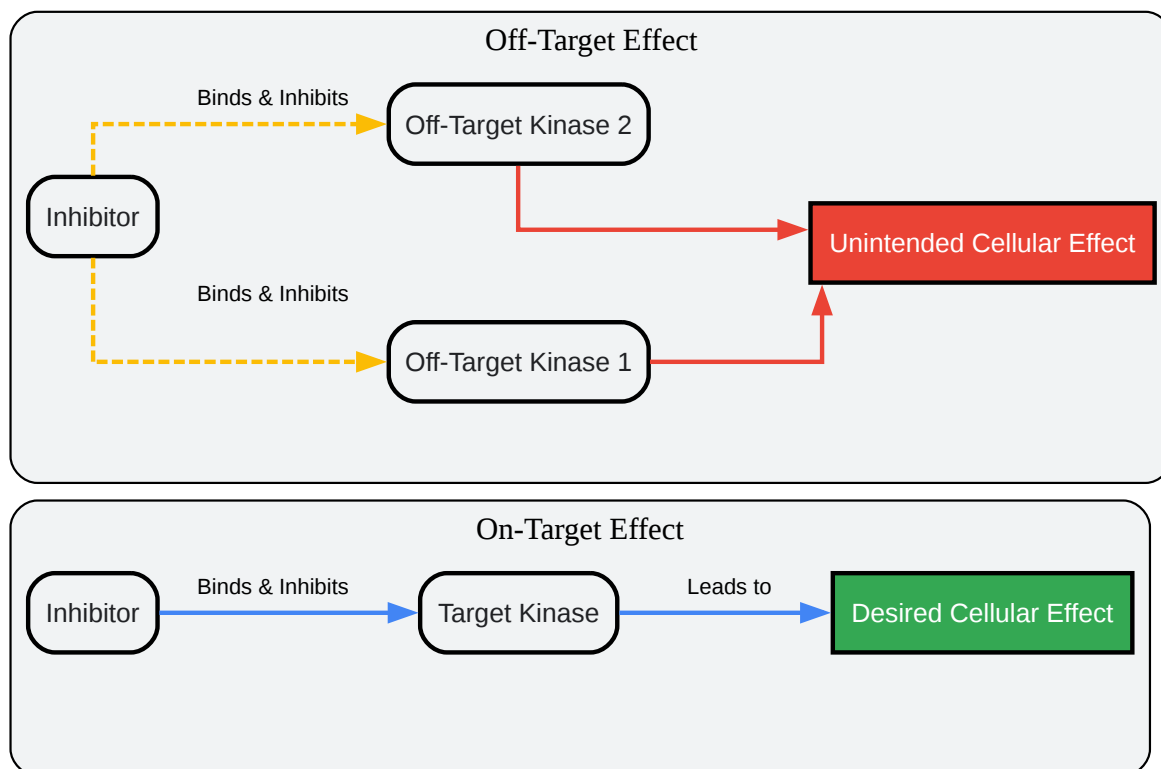 Off-Target Effect
Binds & Inhibits
Off-Target Kinase 2
Inhibitor
Unintended Cellular Effect
Binds & Inhibits
Off-Target Kinase 1
On-Target Effect
Inhibitor
Binds & Inhibits
Target Kinase
Leads to
Desired Cellular Effect